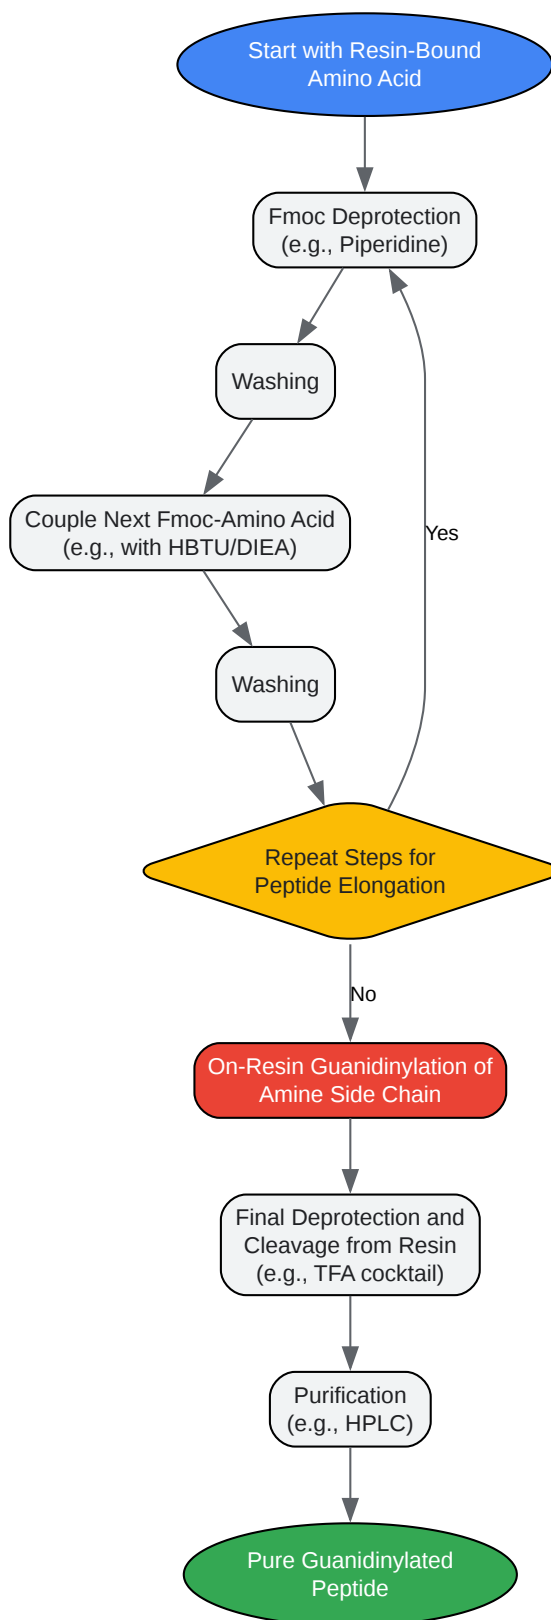 Start with Resin-Bound
Amino Acid
Fmoc Deprotection
(e.g., Piperidine)
Washing
Couple Next Fmoc-Amino Acid
(e.g., with HBTU/DIEA)
Yes
Washing
Repeat Steps for
Peptide Elongation
No
On-Resin Guanidinylation of
Amine Side Chain
Final Deprotection and
Cleavage from Resin
(e.g., TFA cocktail)
Purification
(e.g., HPLC)
Pure Guanidinylated
Peptide